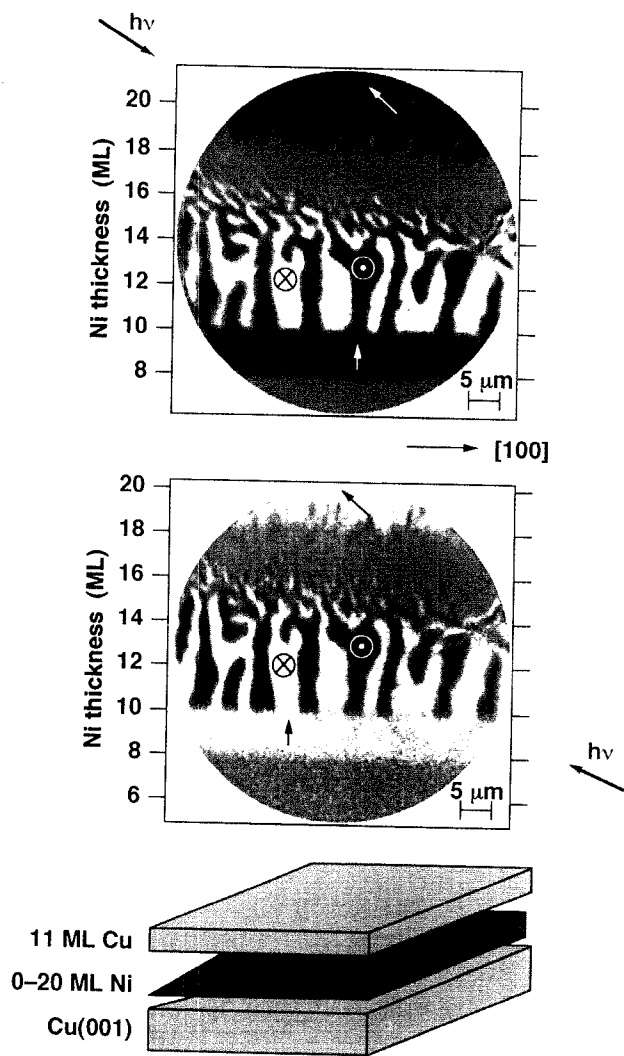 hν
20
18
16
14
12
10
8
Ni thickness (ML)
5 μm
[100]
20
18
16
14
12
10
8
6
Ni thickness (ML)
hν
5 μm
11 ML Cu
0–20 ML Ni
Cu(001)